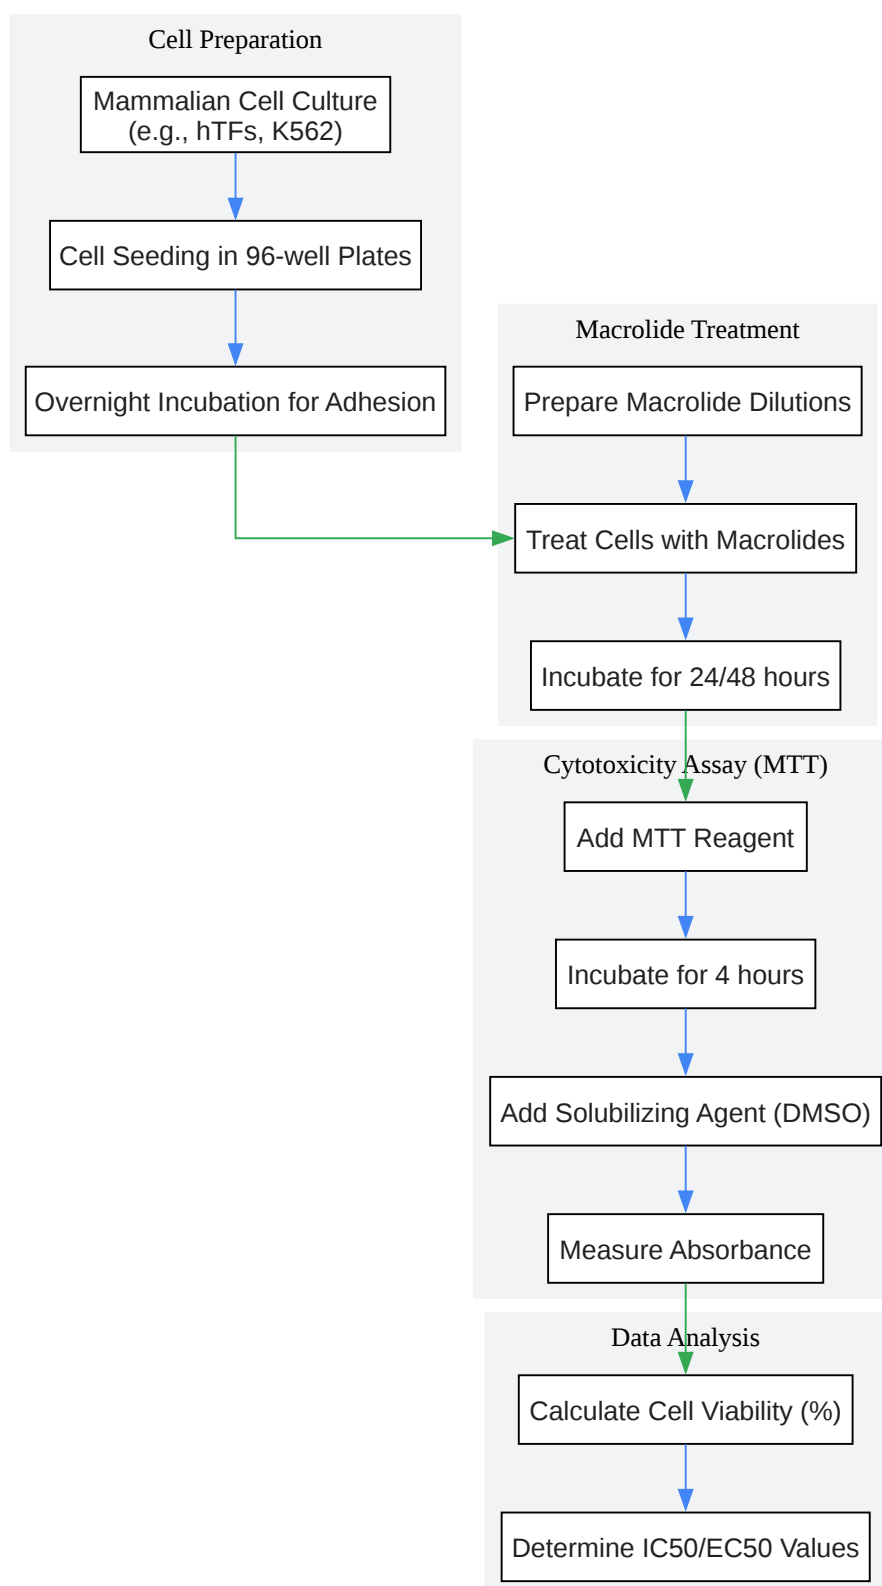 Cell Preparation
Mammalian Cell Culture
(e.g., hTFs, K562)
Cell Seeding in 96-well Plates
Overnight Incubation for Adhesion
Macrolide Treatment
Prepare Macrolide Dilutions
Treat Cells with Macrolides
Incubate for 24/48 hours
Cytotoxicity Assay (MTT)
Add MTT Reagent
Incubate for 4 hours
Add Solubilizing Agent (DMSO)
Measure Absorbance
Data Analysis
Calculate Cell Viability (%)
Determine IC50/EC50 Values